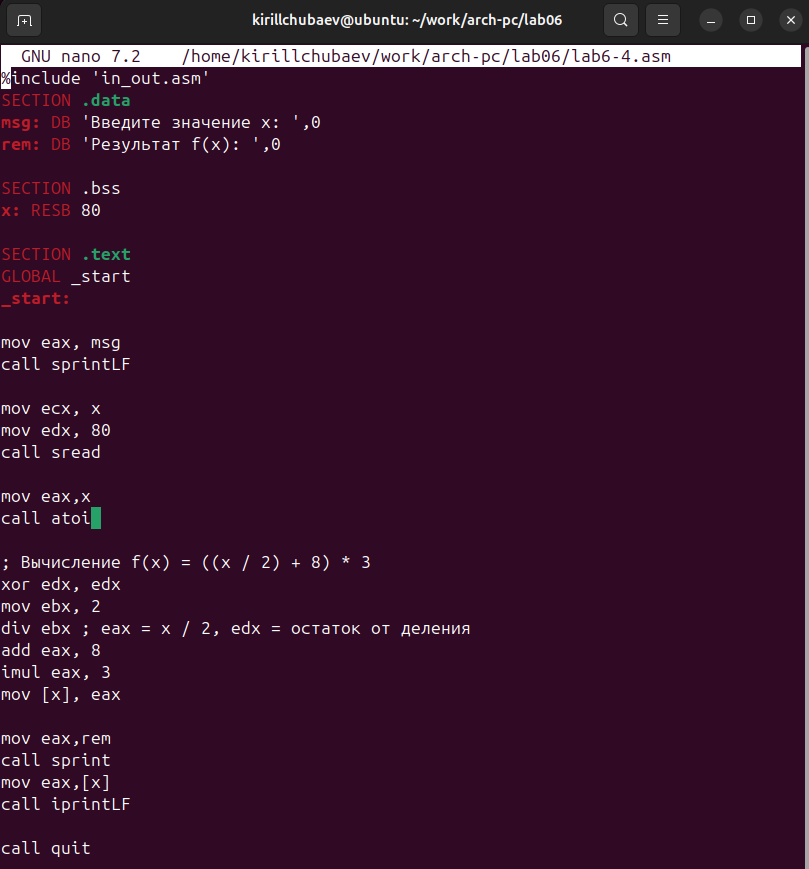 kirillchubaev@ubuntu: ~/work/arch-pc/lab06
GNU nano 7.2 /home/kirillchubaev/work/arch-pc/lab06/lab6-4.asm
%include 'in_out.asm'
SECTION .data
msg: DB 'Введите значение x: ',0
rem: DB 'Результат f(x): ',0
SECTION .bss
x: RESB 80
SECTION .text
GLOBAL _start
_start:
mov eax, msg
call sprintLF
mov ecx, x
mov edx, 80
call sread
mov eax,x
call atoi
; Вычисление f(x) = ((x / 2) + 8) * 3
xor edx, edx
mov ebx, 2
div ebx ; eax = x / 2, edx = остаток от деления
add eax, 8
imul eax, 3
mov [x], eax
mov eax,rem
call sprint
mov eax,[x]
call iprintLF
call quit